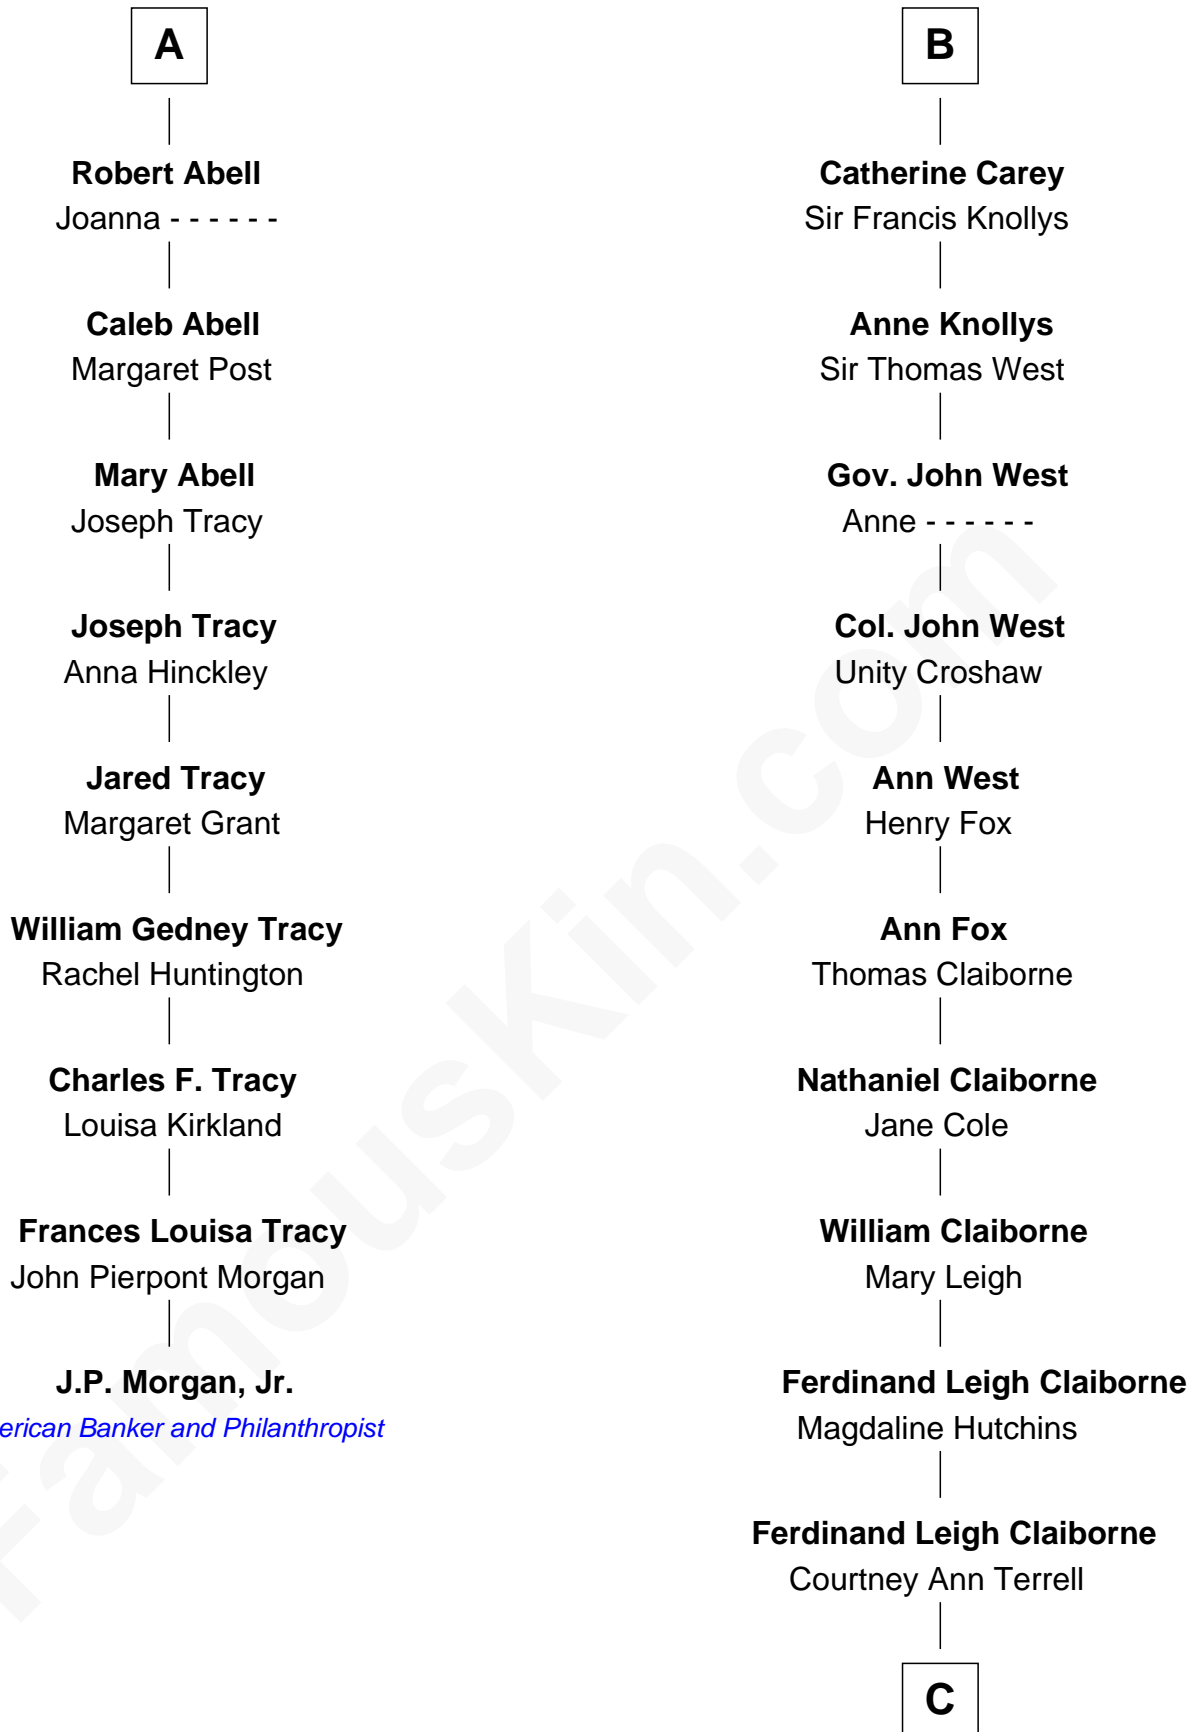 A
Robert Abell
Joanna - - - - - -
Caleb Abell
Margaret Post
Mary Abell
Joseph Tracy
Joseph Tracy
Anna Hinckley
Jared Tracy
Margaret Grant
William Gedney Tracy
Rachel Huntington
Charles F. Tracy
Louisa Kirkland
Frances Louisa Tracy
John Pierpont Morgan
J.P. Morgan, Jr.
erican Banker and Philanthropist
B
Catherine Carey
Sir Francis Knollys
Anne Knollys
Sir Thomas West
Gov. John West
Anne - - - - - -
Col. John West
Unity Croshaw
Ann West
Henry Fox
Ann Fox
Thomas Claiborne
Nathaniel Claiborne
Jane Cole
William Claiborne
Mary Leigh
Ferdinand Leigh Claiborne
Magdaline Hutchins
Ferdinand Leigh Claiborne
Courtney Ann Terrell
C
FamousKin.com